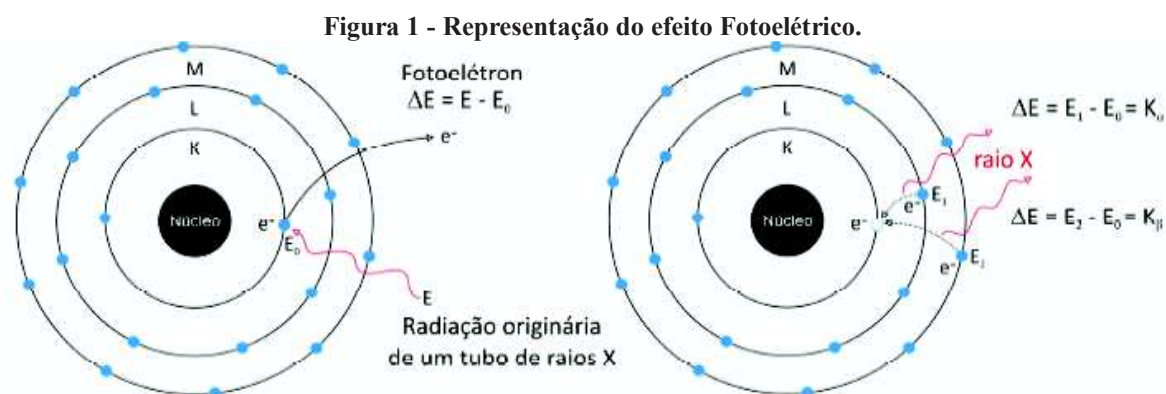 Figura 1 - Representação do efeito Fotoelétrico.
M
L
K
Núcleo
e⁻
E₀
Fotoelétron
ΔE = E - E₀
e⁻
E
Radiação originária
de um tubo de raios X
M
L
K
Núcleo
e⁻
e⁻
E₁
e⁻
E₂
raio X
ΔE = E₁ - E₀ = Kα
ΔE = E₂ - E₀ = Kβ